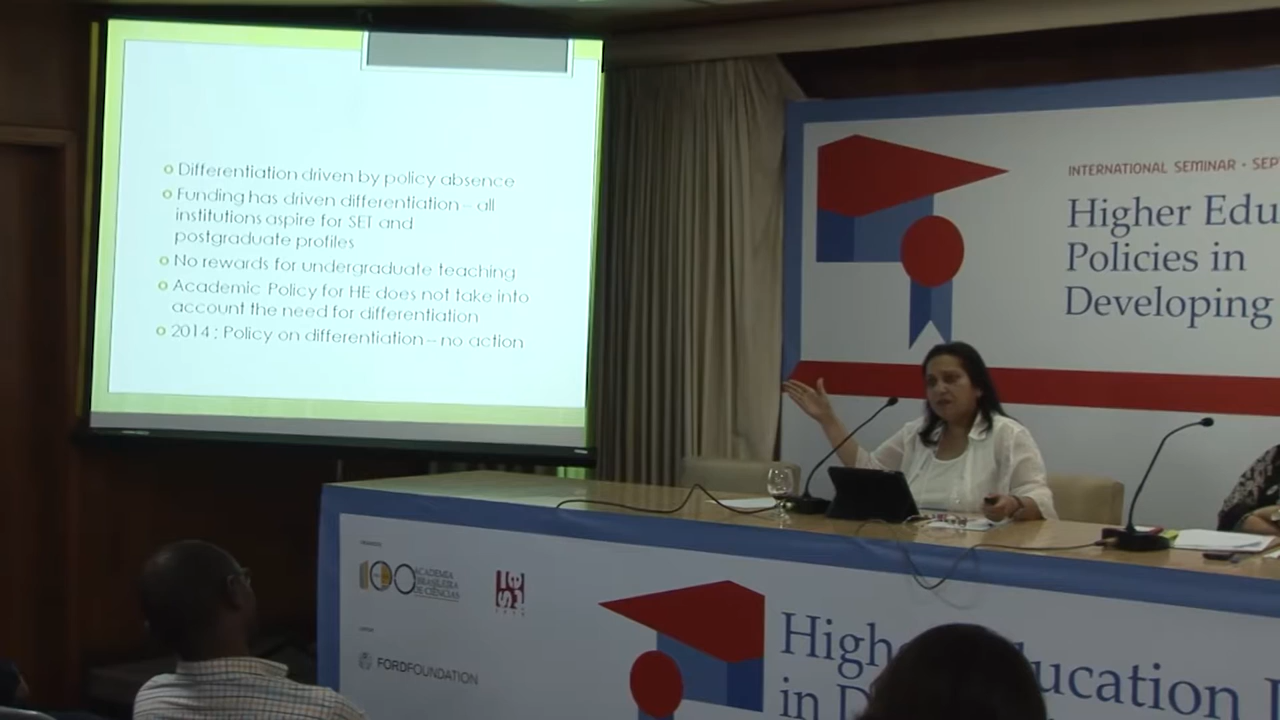 Differentiation driven by policy absence
Funding has driven differentiation – all
institutions aspire for SET and
postgraduate profiles
No rewards for undergraduate teaching
Academic Policy for HE does not take into
account the need for differentiation
2014 : Policy on differentiation – no action
INTERNATIONAL SEMINAR · SEP
Higher Edu
Policies in
Developing
100 ACADEMIA
BRASILEIRA
DE CIÊNCIAS
FORDFOUNDATION
High ucation
in D